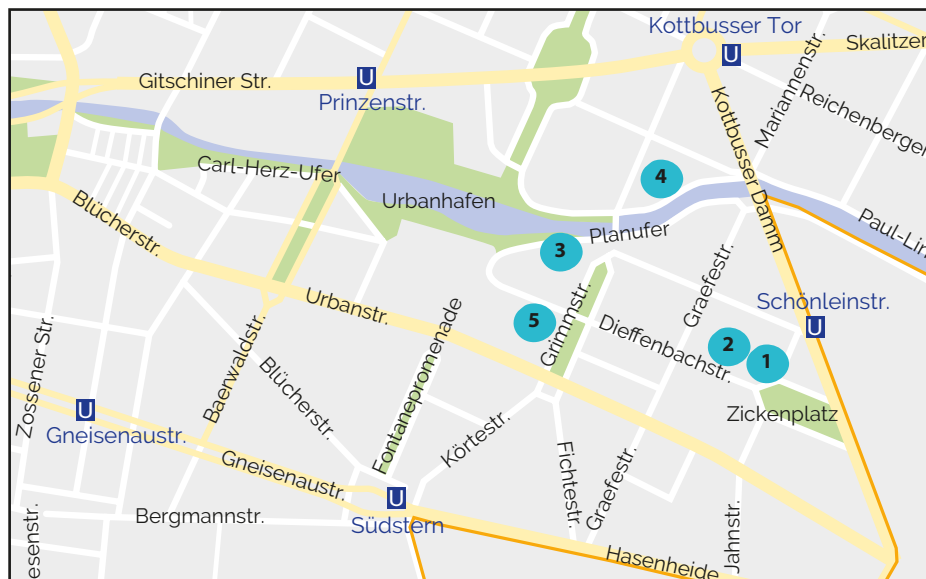 Kottbusser Tor
U
Skalitzer
Gitschiner Str.
U
Prinzenstr.
Mariannenstr.
Reichenberger
Kottbusser Damm
Carl-Herz-Ufer
4
Urbanhafen
Blücherstr.
Planufer
Paul-Lin
3
Graefestr.
Schönleinstr.
U
Urbanstr.
Grimmstr.
5
Dieffenbachstr.
2
1
Zossener Str.
Baerwaldstr.
Blücherstr.
Fontanepromenade
Zickenplatz
U
Gneisenaustr.
Körtestr.
Gneisenaustr.
Fichtestr.
Graefestr.
U
Südstern
Bergmannstr.
Jahnstr.
Hasenheide
esenstr.